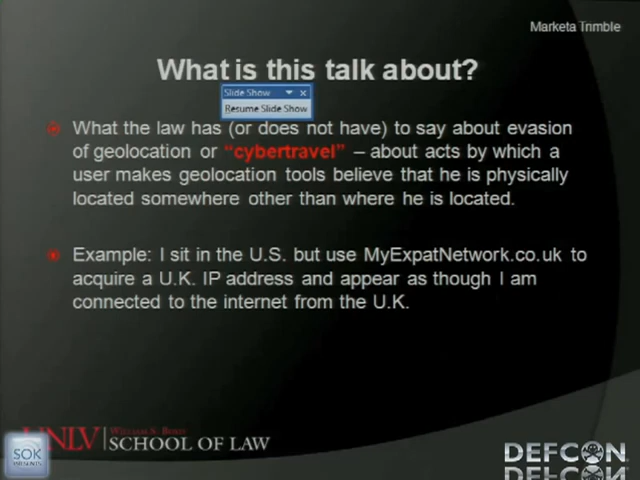 Marketa Trimble
What is this talk about?
Slide Show
Resume Slide Show
What the law has (or does not have) to say about evasion
of geolocation or "cybertravel" – about acts by which a
user makes geolocation tools believe that he is physically
located somewhere other than where he is located.
Example: I sit in the U.S. but use MyExpatNetwork.co.uk to
acquire a U.K. IP address and appear as though I am
connected to the internet from the U.K.
UNLV
WILLIAM S. BOYD
SCHOOL OF LAW
SOK
PRESENTS
DEFCON